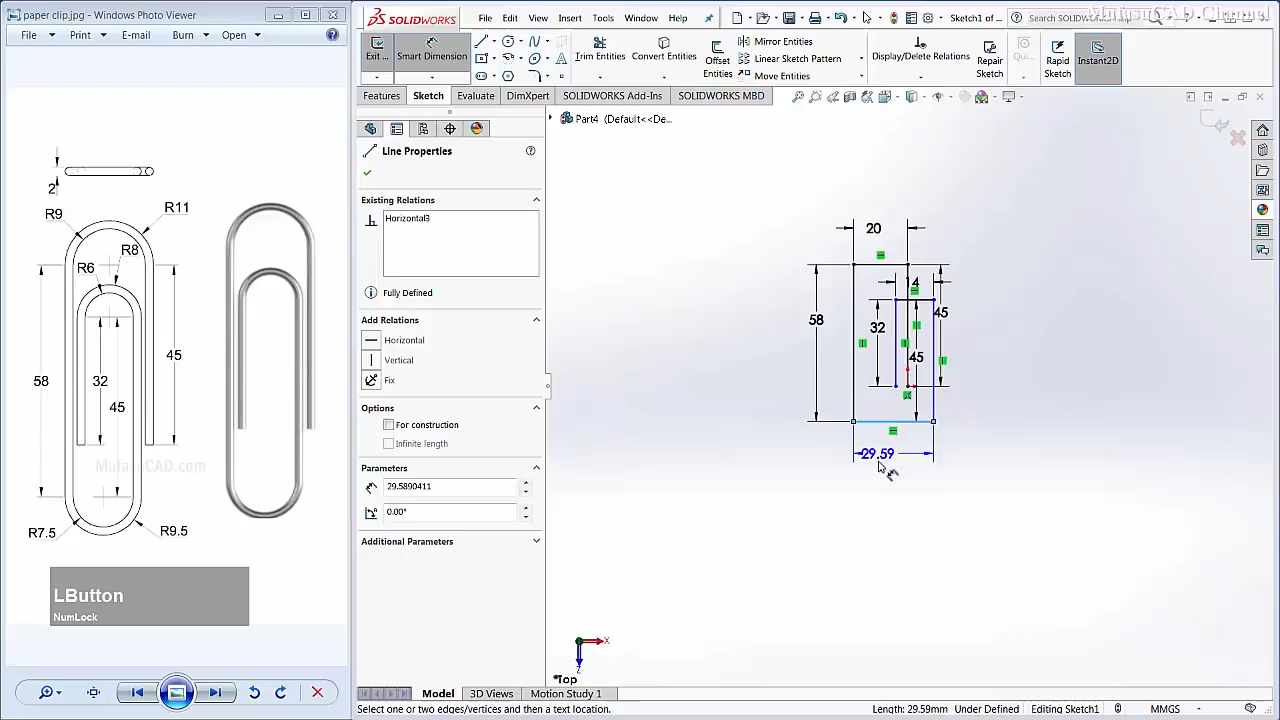 paper clip.jpg - Windows Photo Viewer
File Print E-mail Burn Open
2
R9
R11
R8
R6
58
32
45
45
MufasuCAD.com
R7.5
R9.5
LButton
NumLock
SOLIDWORKS
File Edit View Insert Tools Window Help
Sketch1 of ...
Search SOLIDWORKS
MufasuCAD Channel
Exit ...
Smart Dimension
Trim Entities
Convert Entities
Offset Entities
Mirror Entities
Linear Sketch Pattern
Move Entities
Display/Delete Relations
Repair Sketch
Qui...
Rapid Sketch
Instant2D
Features Sketch Evaluate DimXpert SOLIDWORKS Add-Ins SOLIDWORKS MBD
Part4 (Default<<De...
Line Properties
Existing Relations
Horizontal3
Fully Defined
Add Relations
Horizontal
Vertical
Fix
Options
For construction
Infinite length
Parameters
29.5890411
0.00°
Additional Parameters
20
4
58
32
45
45
29.59
X
Z
*Top
Model 3D Views Motion Study 1
Select one or two edges/vertices and then a text location.
Length: 29.59mm Under Defined Editing Sketch1 MMGS